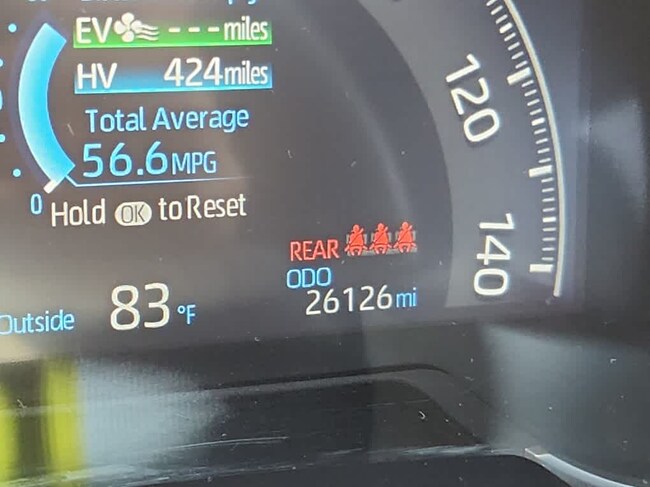 EV - - - miles
HV 424 miles
Total Average
56.6 MPG
0
Hold OK to Reset
120
140
REAR
ODO
26126 mi
Outside 83 °F